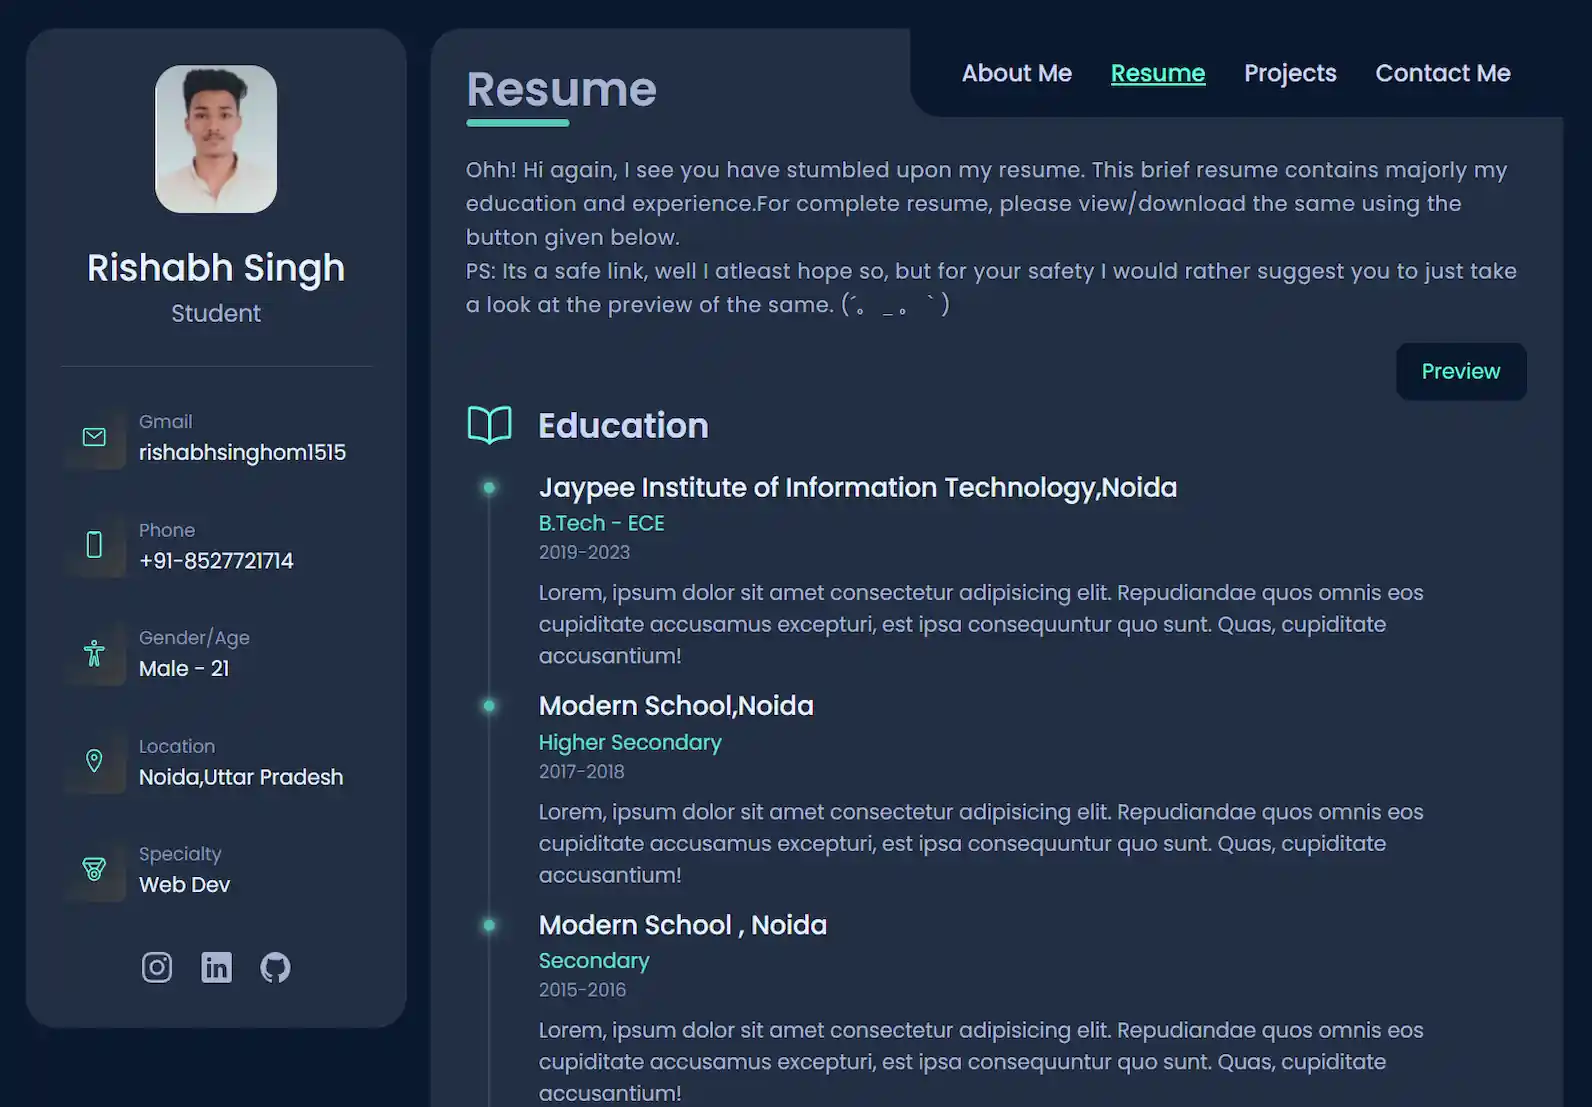 Rishabh Singh
Student
Gmail
rishabhsinghom1515
Phone
+91-8527721714
Gender/Age
Male - 21
Location
Noida,Uttar Pradesh
Specialty
Web Dev
About Me
Resume
Projects
Contact Me
Resume
Ohh! Hi again, I see you have stumbled upon my resume. This brief resume contains majorly my
education and experience.For complete resume, please view/download the same using the
button given below.
PS: Its a safe link, well I atleast hope so, but for your safety I would rather suggest you to just take
a look at the preview of the same. (´。＿。｀)
Preview
Education
Jaypee Institute of Information Technology,Noida
B.Tech - ECE
2019-2023
Lorem, ipsum dolor sit amet consectetur adipisicing elit. Repudiandae quos omnis eos
cupiditate accusamus excepturi, est ipsa consequuntur quo sunt. Quas, cupiditate
accusantium!
Modern School,Noida
Higher Secondary
2017-2018
Lorem, ipsum dolor sit amet consectetur adipisicing elit. Repudiandae quos omnis eos
cupiditate accusamus excepturi, est ipsa consequuntur quo sunt. Quas, cupiditate
accusantium!
Modern School , Noida
Secondary
2015-2016
Lorem, ipsum dolor sit amet consectetur adipisicing elit. Repudiandae quos omnis eos
cupiditate accusamus excepturi, est ipsa consequuntur quo sunt. Quas, cupiditate
accusantium!